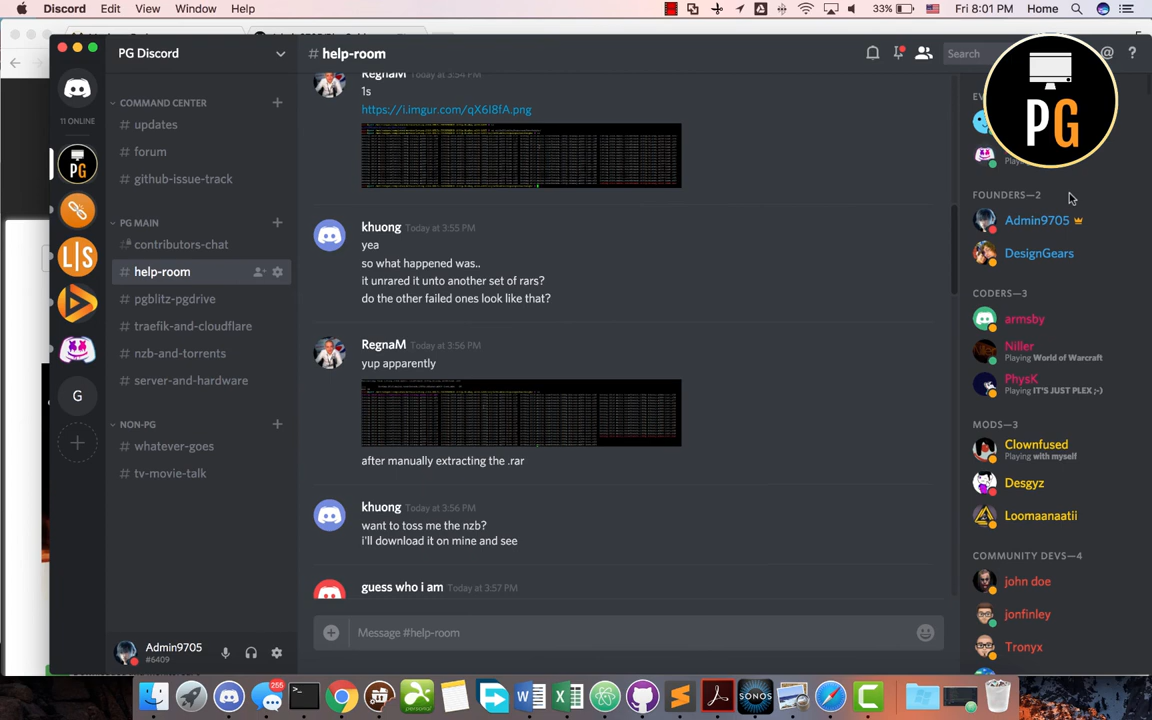 Discord Edit View Window Help
33% Fri 8:01 PM Home
PG Discord
# help-room
Search
11 ONLINE
L|S
G
COMMAND CENTER
# updates
# forum
# github-issue-track
PG MAIN
# contributors-chat
# help-room
# pgblitz-pgdrive
# traefik-and-cloudflare
# nzb-and-torrents
# server-and-hardware
NON-PG
# whatever-goes
# tv-movie-talk
Admin9705
#6409
RegnaM Today at 3:54 PM
1s
https://i.imgur.com/qX6I8fA.png
khuong Today at 3:55 PM
yea
so what happened was..
it unrared it unto another set of rars?
do the other failed ones look like that?
RegnaM Today at 3:56 PM
yup apparently
after manually extracting the .rar
khuong Today at 3:56 PM
want to toss me the nzb?
i'll download it on mine and see
guess who i am Today at 3:57 PM
Message #help-room
PG
FOUNDERS—2
Admin9705
DesignGears
CODERS—3
armsby
Niller
Playing World of Warcraft
PhysK
Playing IT'S JUST PLEX ;-)
MODS—3
Clownfused
Playing with myself
Desgyz
Loomaanaatii
COMMUNITY DEVS—4
john doe
jonfinley
Tronyx
265
personal
SONOS